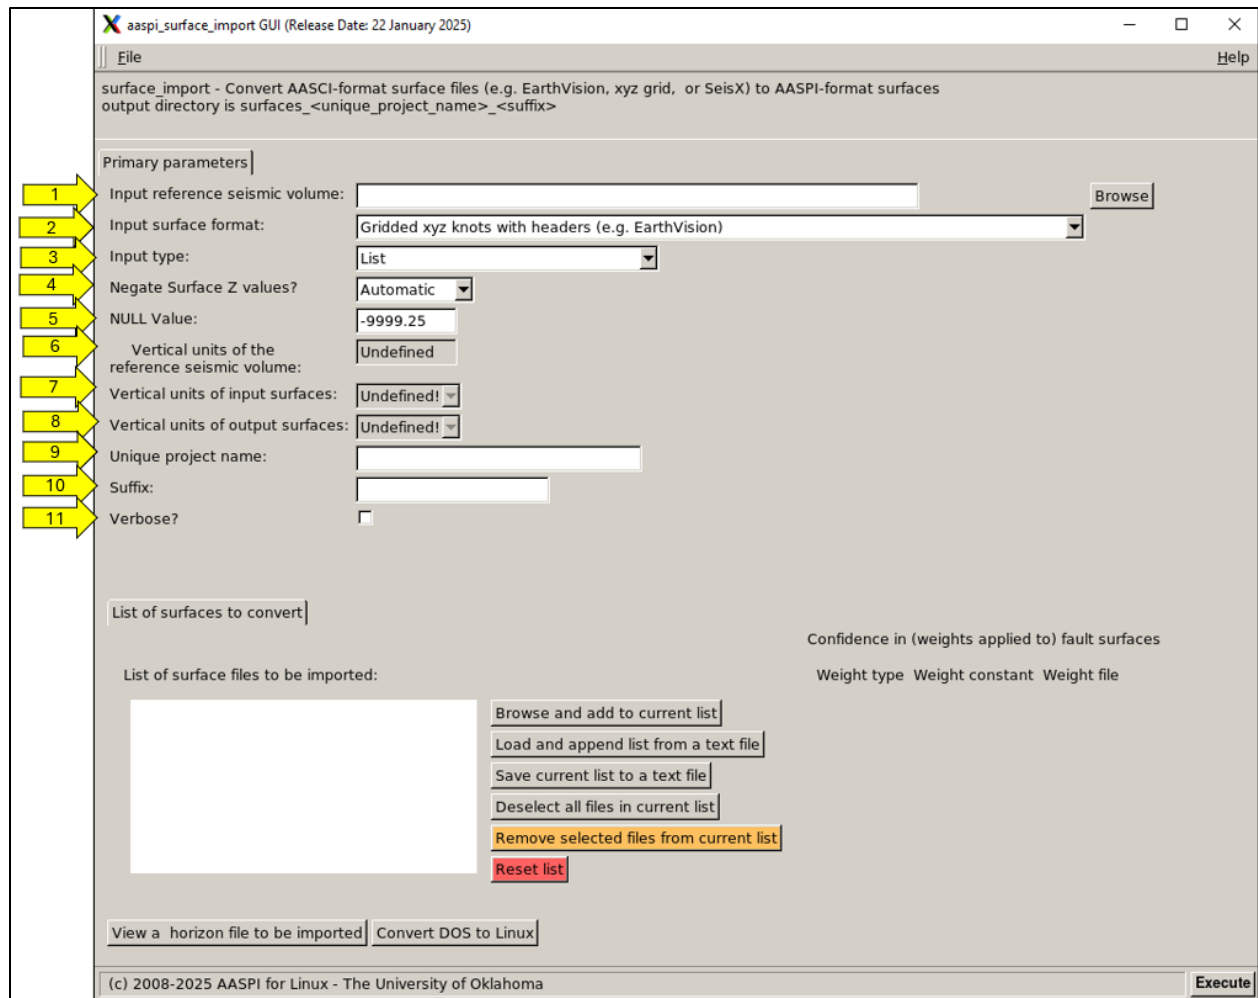 aaspi_surface_import GUI (Release Date: 22 January 2025)
File
Help
surface_import - Convert AASCI-format surface files (e.g. EarthVision, xyz grid,  or SeisX) to AASPI-format surfaces
output directory is surfaces_<unique_project_name>_<suffix>
Primary parameters
1 Input reference seismic volume: Browse
2 Input surface format: Gridded xyz knots with headers (e.g. EarthVision)
3 Input type: List
4 Negate Surface Z values? Automatic
5 NULL Value: -9999.25
6 Vertical units of the
reference seismic volume: Undefined
7 Vertical units of input surfaces: Undefined!
8 Vertical units of output surfaces: Undefined!
9 Unique project name:
10 Suffix:
11 Verbose?
List of surfaces to convert
Confidence in (weights applied to) fault surfaces
List of surface files to be imported:
Weight type Weight constant Weight file
Browse and add to current list
Load and append list from a text file
Save current list to a text file
Deselect all files in current list
Remove selected files from current list
Reset list
View a  horizon file to be imported
Convert DOS to Linux
(c) 2008-2025 AASPI for Linux - The University of Oklahoma
Execute